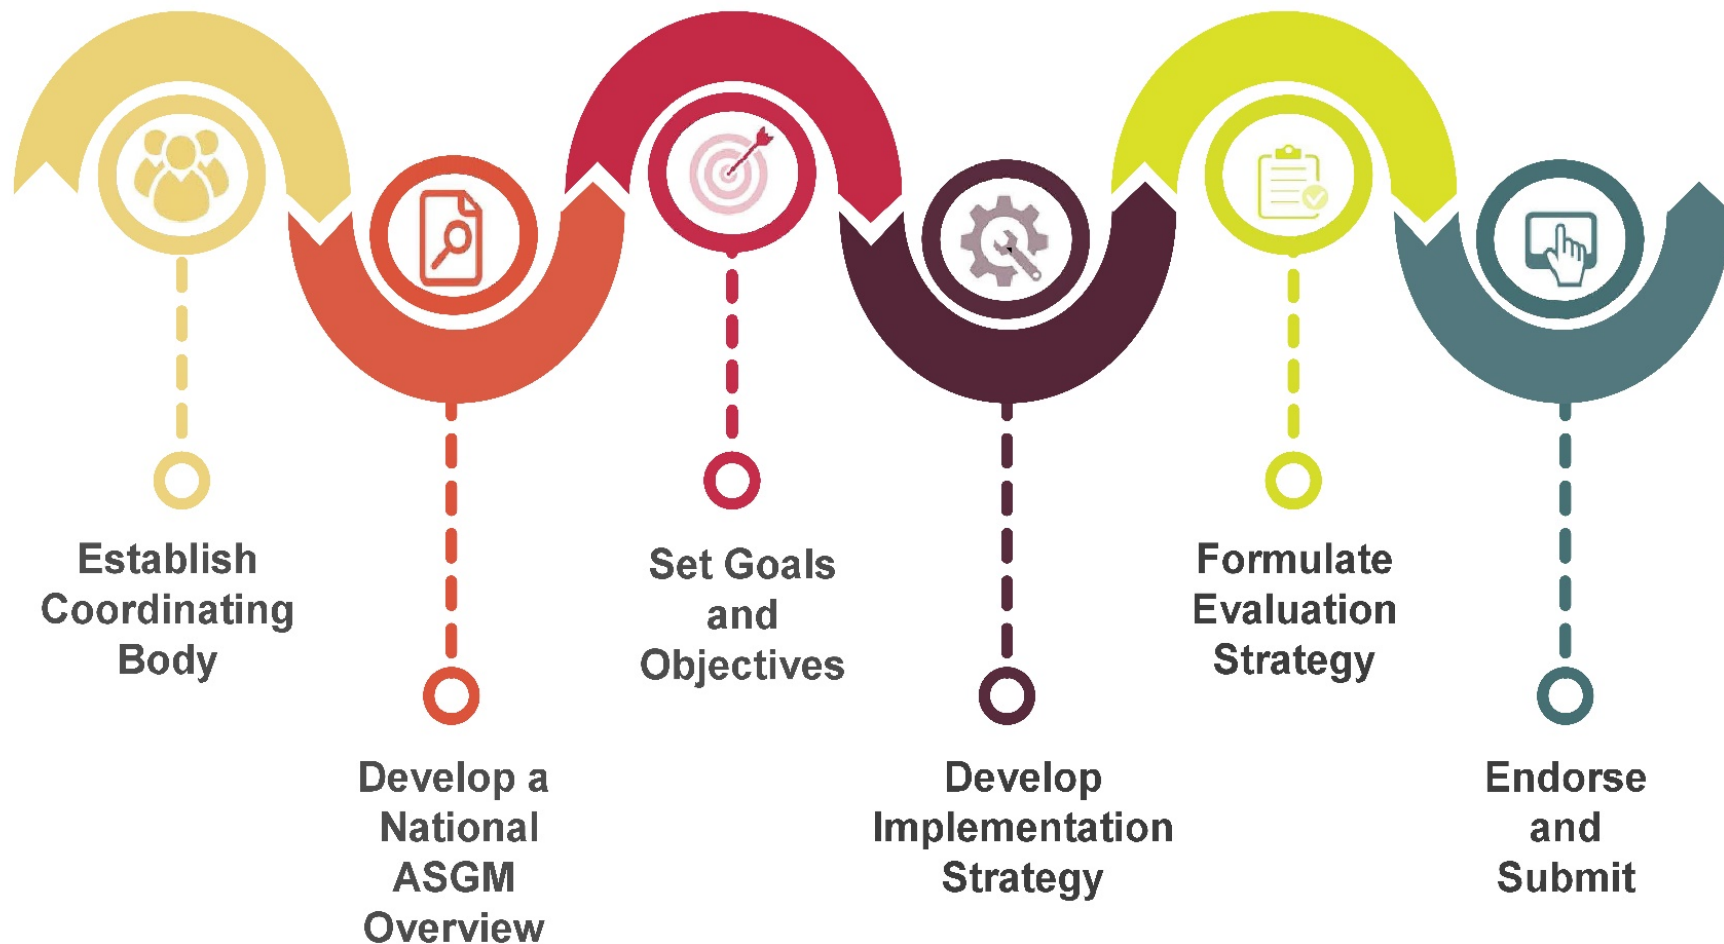 Establish
Coordinating
Body
Develop a
National
ASGM
Overview
Set Goals
and
Objectives
Develop
Implementation
Strategy
Formulate
Evaluation
Strategy
Endorse
and
Submit